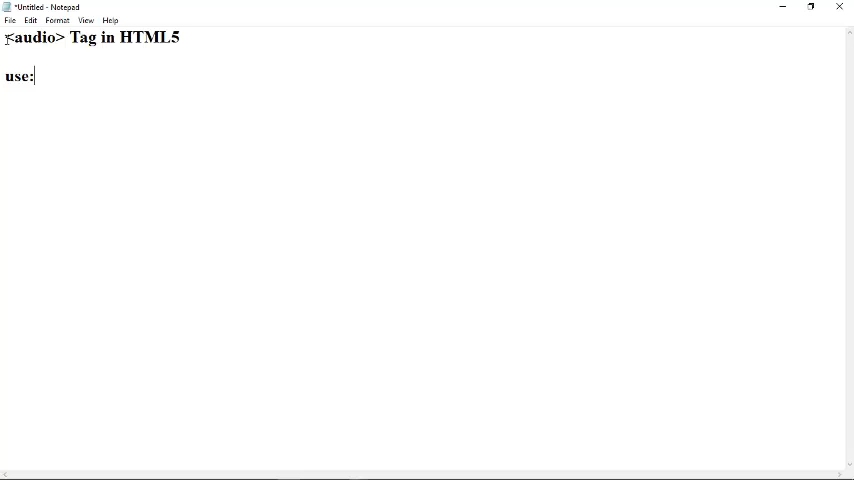 *Untitled - Notepad
File Edit Format View Help
<audio> Tag in HTML5
use: